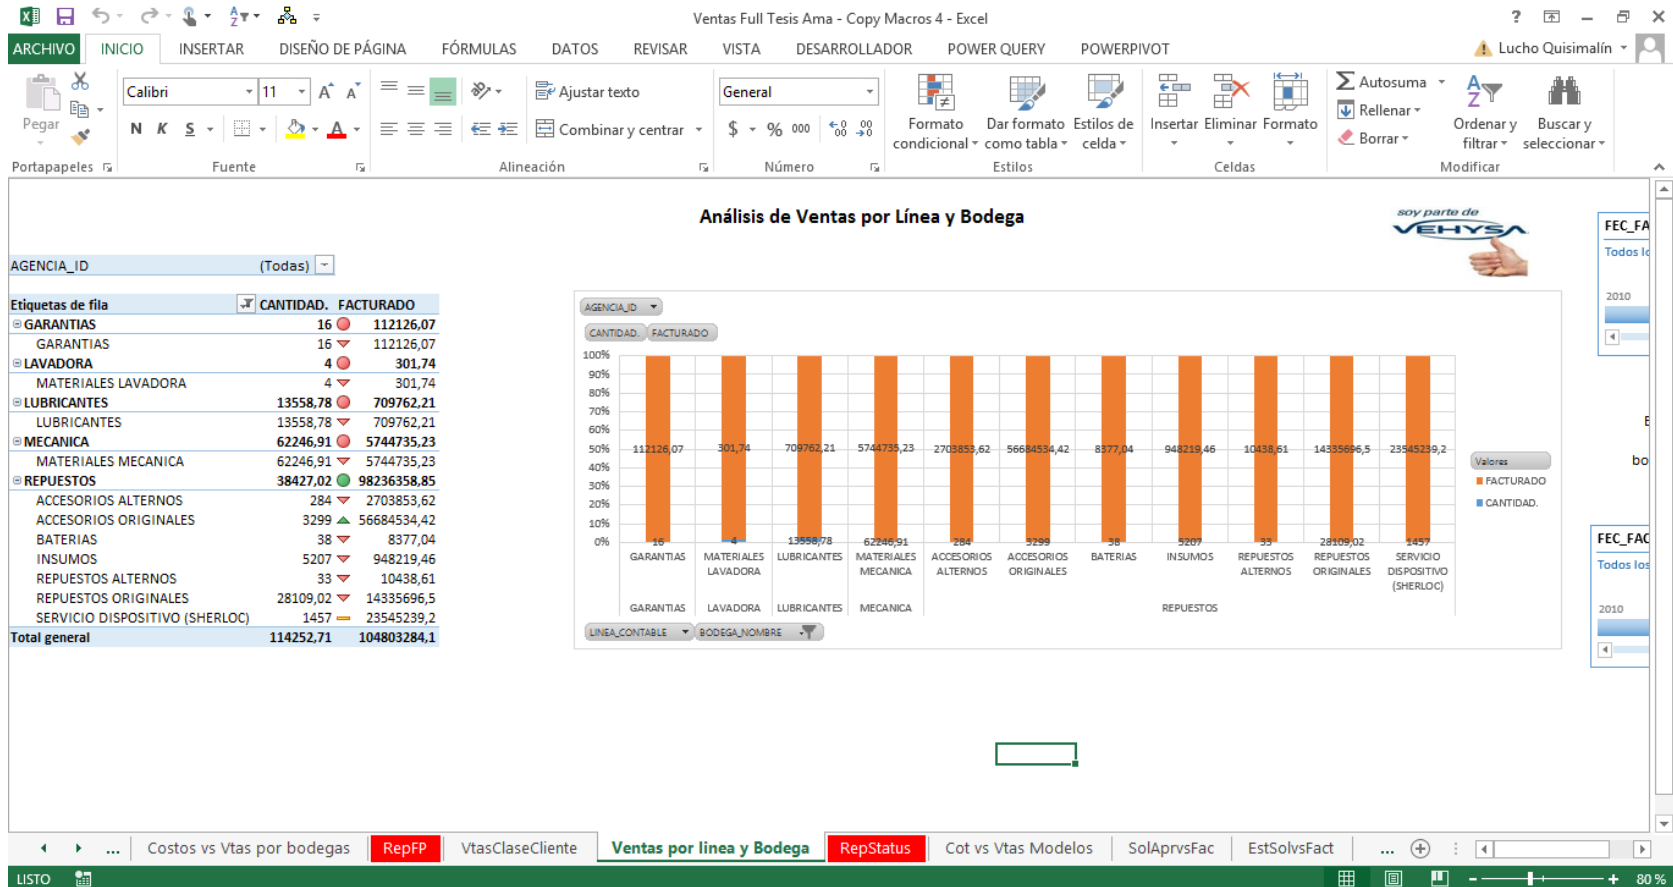 Ventas Full Tesis Ama - Copy Macros 4 - Excel
ARCHIVO INICIO INSERTAR DISEÑO DE PÁGINA FÓRMULAS DATOS REVISAR VISTA DESARROLLADOR POWER QUERY POWERPIVOT Lucho Quisimalín
Pegar
Calibri 11
N K S
Ajustar texto
Combinar y centrar
General
$ % 000
Formato condicional
Dar formato como tabla
Estilos de celda
Insertar Eliminar Formato
Autosuma
Rellenar
Borrar
Ordenar y filtrar
Buscar y seleccionar
Portapapeles Fuente Alineación Número Estilos Celdas Modificar
Análisis de Ventas por Línea y Bodega
soy parte de
VEHYSA
AGENCIA_ID (Todas)
Etiquetas de fila CANTIDAD. FACTURADO
GARANTIAS 16 112126,07
GARANTIAS 16 112126,07
LAVADORA 4 301,74
MATERIALES LAVADORA 4 301,74
LUBRICANTES 13558,78 709762,21
LUBRICANTES 13558,78 709762,21
MECANICA 62246,91 5744735,23
MATERIALES MECANICA 62246,91 5744735,23
REPUESTOS 38427,02 98236358,85
ACCESORIOS ALTERNOS 284 2703853,62
ACCESORIOS ORIGINALES 3299 56684534,42
BATERIAS 38 8377,04
INSUMOS 5207 948219,46
REPUESTOS ALTERNOS 33 10438,61
REPUESTOS ORIGINALES 28109,02 14335696,5
SERVICIO DISPOSITIVO (SHERLOC) 1457 23545239,2
Total general 114252,71 104803284,1
AGENCIA_ID
CANTIDAD. FACTURADO
100%
90%
80%
70%
60%
50%
40%
30%
20%
10%
0%
112126,07 301,74 709762,21 5744735,23 2703853,62 56684534,42 8377,04 948219,46 10438,61 14335696,5 23545239,2
16 4 13558,78 62246,91 284 3299 38 5207 33 28109,02 1457
GARANTIAS MATERIALES LUBRICANTES MATERIALES ACCESORIOS ACCESORIOS BATERIAS INSUMOS REPUESTOS REPUESTOS SERVICIO
LAVADORA MECANICA ALTERNOS ORIGINALES ALTERNOS ORIGINALES DISPOSITIVO
(SHERLOC)
GARANTIAS LAVADORA LUBRICANTES MECANICA REPUESTOS
LINEA_CONTABLE BODEGA_NOMBRE
Valores
FACTURADO
CANTIDAD.
FEC_FA
Todos lo
2010
E
bo
FEC_FAC
Todos los
2010
... Costos vs Vtas por bodegas RepFP VtasClaseCliente Ventas por linea y Bodega RepStatus Cot vs Vtas Modelos SolAprvsFac EstSolvsFact ...
LISTO 80 %